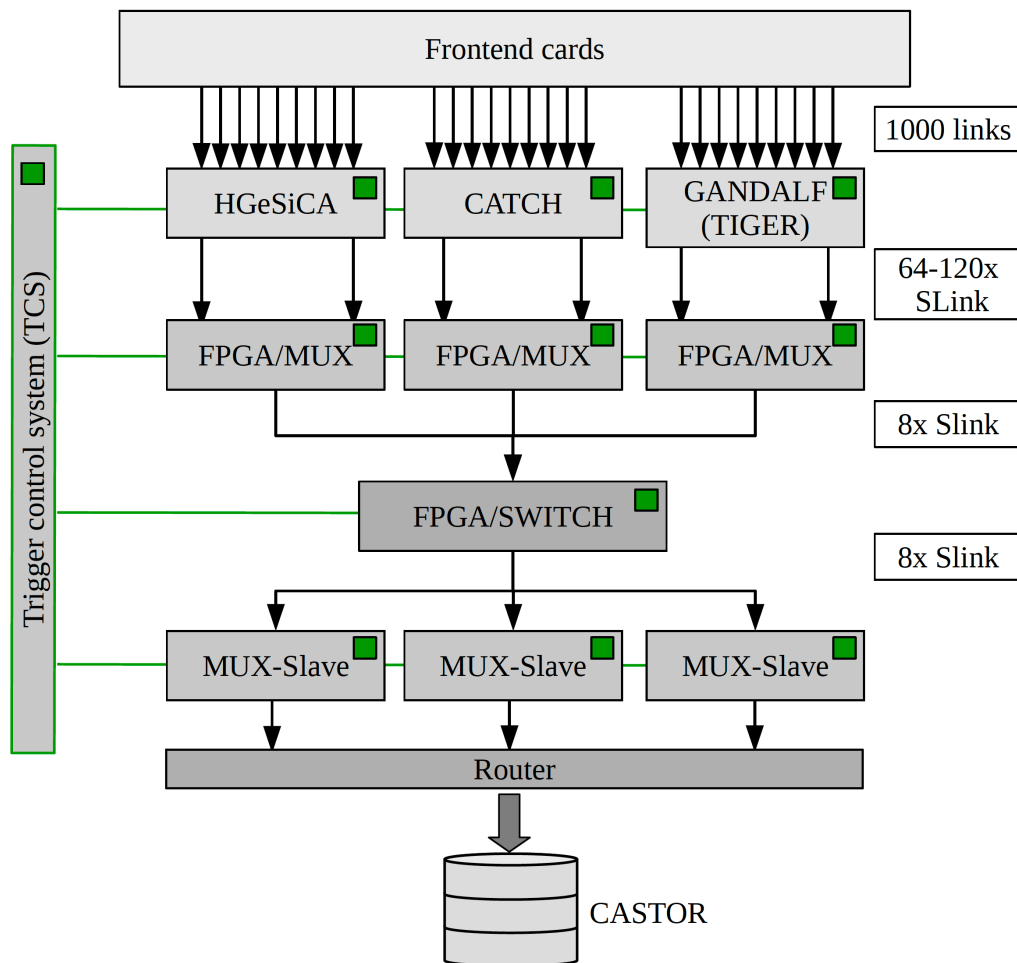 Frontend cards
1000 links
HGeSiCA
CATCH
GANDALF
(TIGER)
64-120x
SLink
Trigger control system (TCS)
FPGA/MUX
FPGA/MUX
FPGA/MUX
8x Slink
FPGA/SWITCH
8x Slink
MUX-Slave
MUX-Slave
MUX-Slave
Router
CASTOR